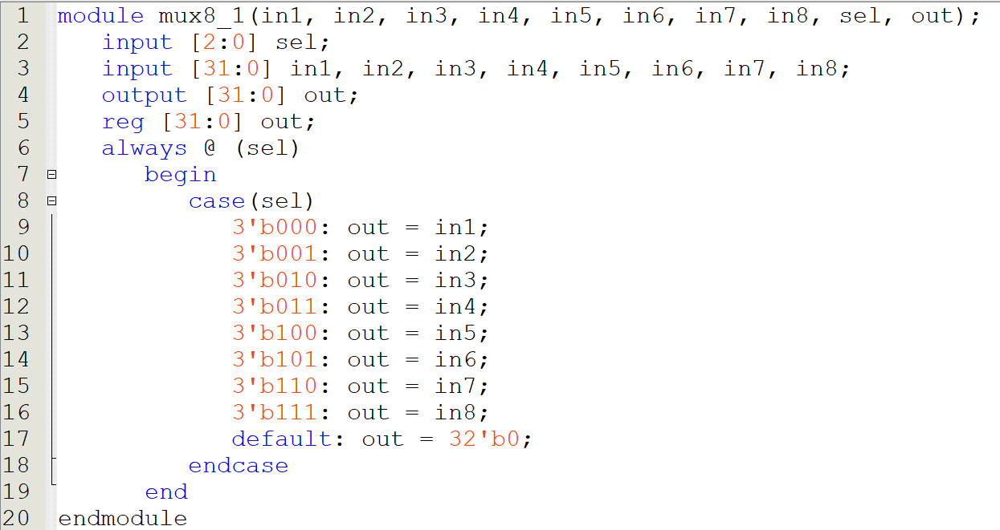 1 module mux8_1(in1, in2, in3, in4, in5, in6, in7, in8, sel, out);
2 input [2:0] sel;
3 input [31:0] in1, in2, in3, in4, in5, in6, in7, in8;
4 output [31:0] out;
5 reg [31:0] out;
6 always @ (sel)
7 begin
8 case(sel)
9 3'b000: out = in1;
10 3'b001: out = in2;
11 3'b010: out = in3;
12 3'b011: out = in4;
13 3'b100: out = in5;
14 3'b101: out = in6;
15 3'b110: out = in7;
16 3'b111: out = in8;
17 default: out = 32'b0;
18 endcase
19 end
20 endmodule